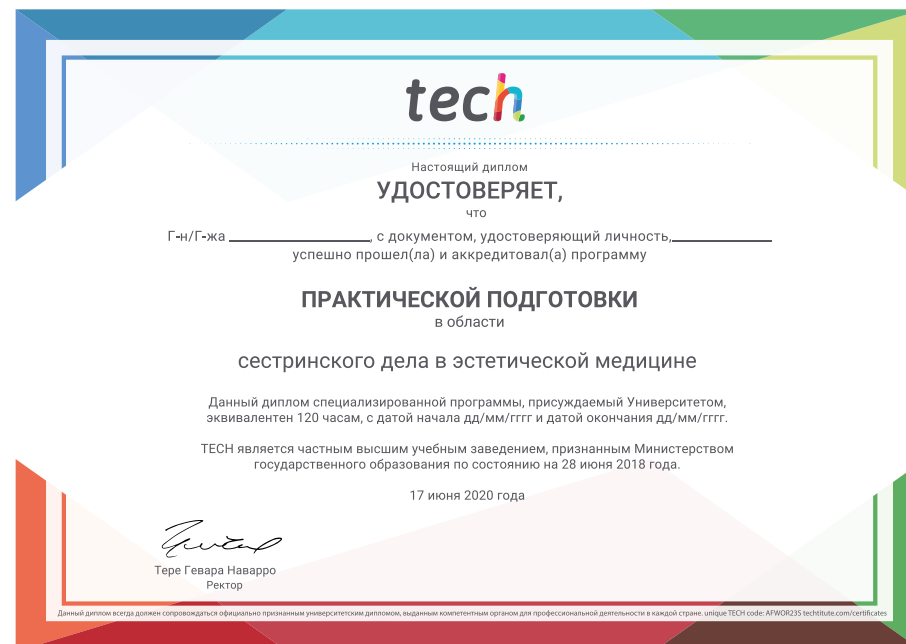 tech
Настоящий диплом
УДОСТОВЕРЯЕТ,
что
Г-н/Г-жа ____________________, с документом, удостоверяющий личность,______________
успешно прошел(ла) и аккредитовал(а) программу
ПРАКТИЧЕСКОЙ ПОДГОТОВКИ
в области
сестринского дела в эстетической медицине
Данный диплом специализированной программы, присуждаемый Университетом,
эквивалентен 120 часам, с датой начала дд/мм/гггг и датой окончания дд/мм/гггг.
TECH является частным высшим учебным заведением, признанным Министерством
государственного образования по состоянию на 28 июня 2018 года.
17 июня 2020 года
Тере Гевара Наварро
Ректор
Данный диплом всегда должен сопровождаться официально признанным университетским дипломом, выданным компетентным органом для профессиональной деятельности в каждой стране. unique TECH code: AFWOR235 techtitute.com/certificates